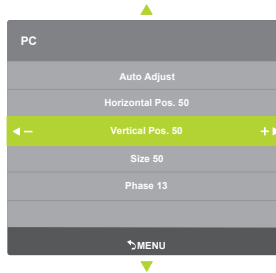 PC
Auto Adjust
Horizontal Pos. 50
− Vertical Pos. 50 +
Size 50
Phase 13
MENU